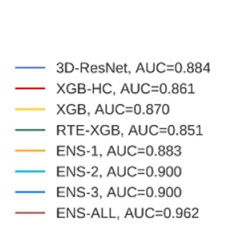 3D-ResNet, AUC=0.884
XGB-HC, AUC=0.861
XGB, AUC=0.870
RTE-XGB, AUC=0.851
ENS-1, AUC=0.883
ENS-2, AUC=0.900
ENS-3, AUC=0.900
ENS-ALL, AUC=0.962